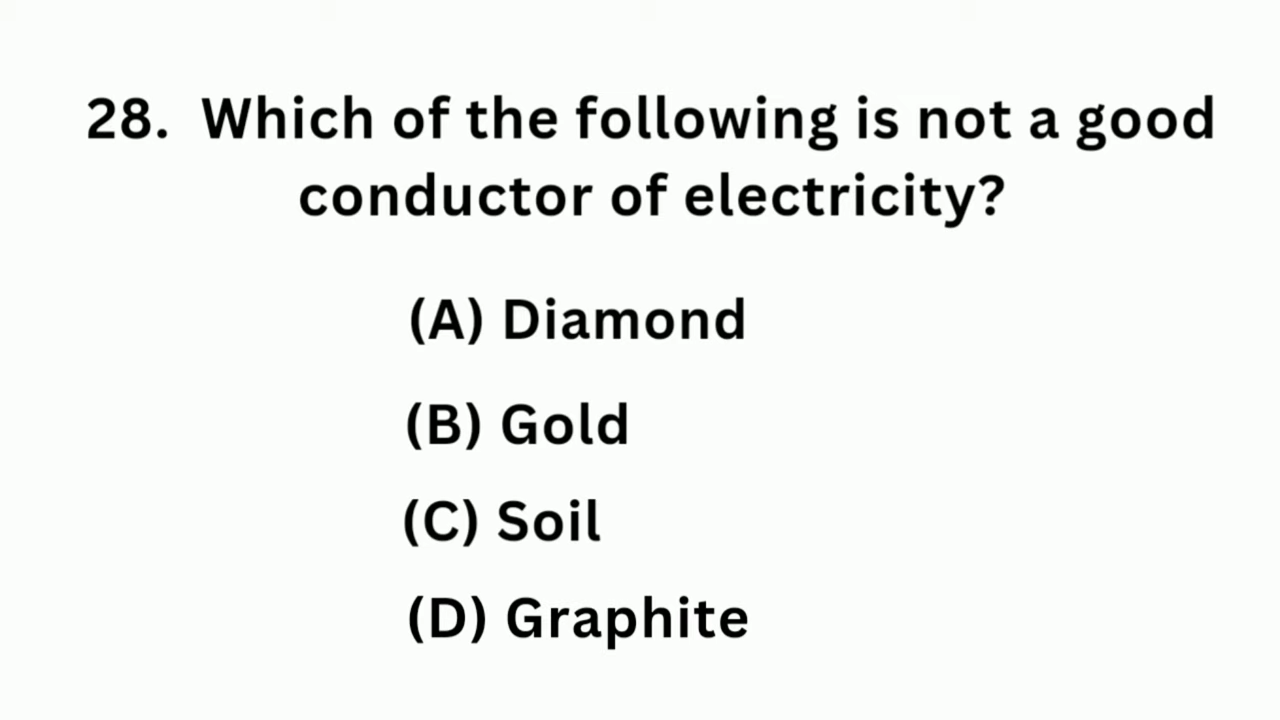 28. Which of the following is not a good
conductor of electricity?
(A) Diamond
(B) Gold
(C) Soil
(D) Graphite